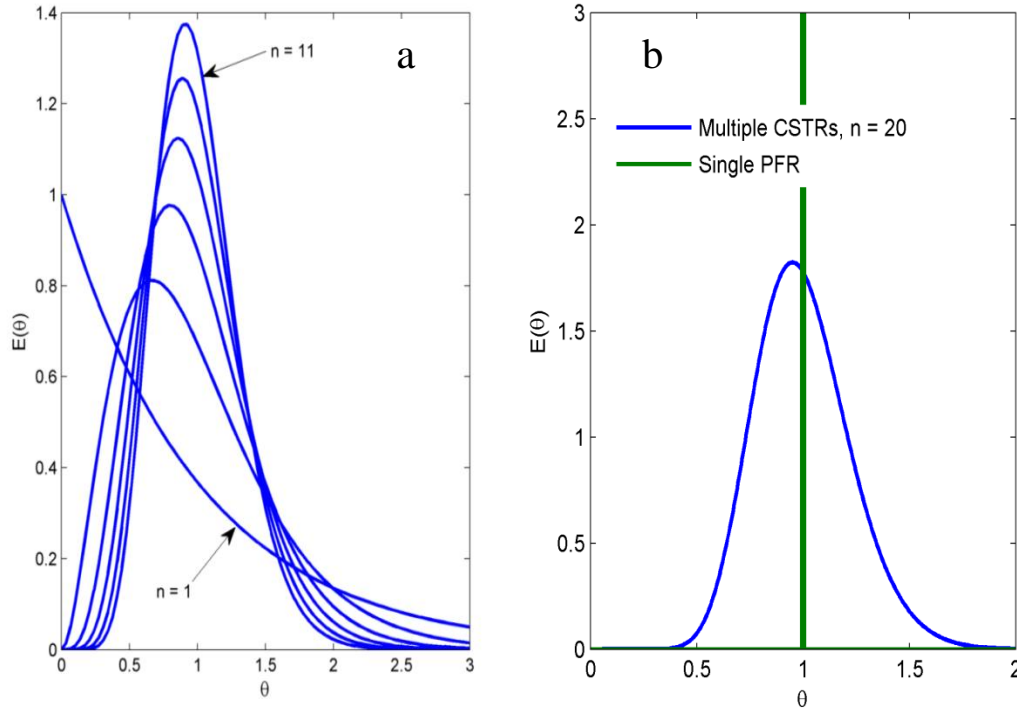 a
n = 11
n = 1
1.4
1.2
1
0.8
0.6
0.4
0.2
0
E(θ)
0 0.5 1 1.5 2 2.5 3
θ
b
Multiple CSTRs, n = 20
Single PFR
3
2.5
2
1.5
1
0.5
0
E(θ)
0 0.5 1 1.5 2
θ